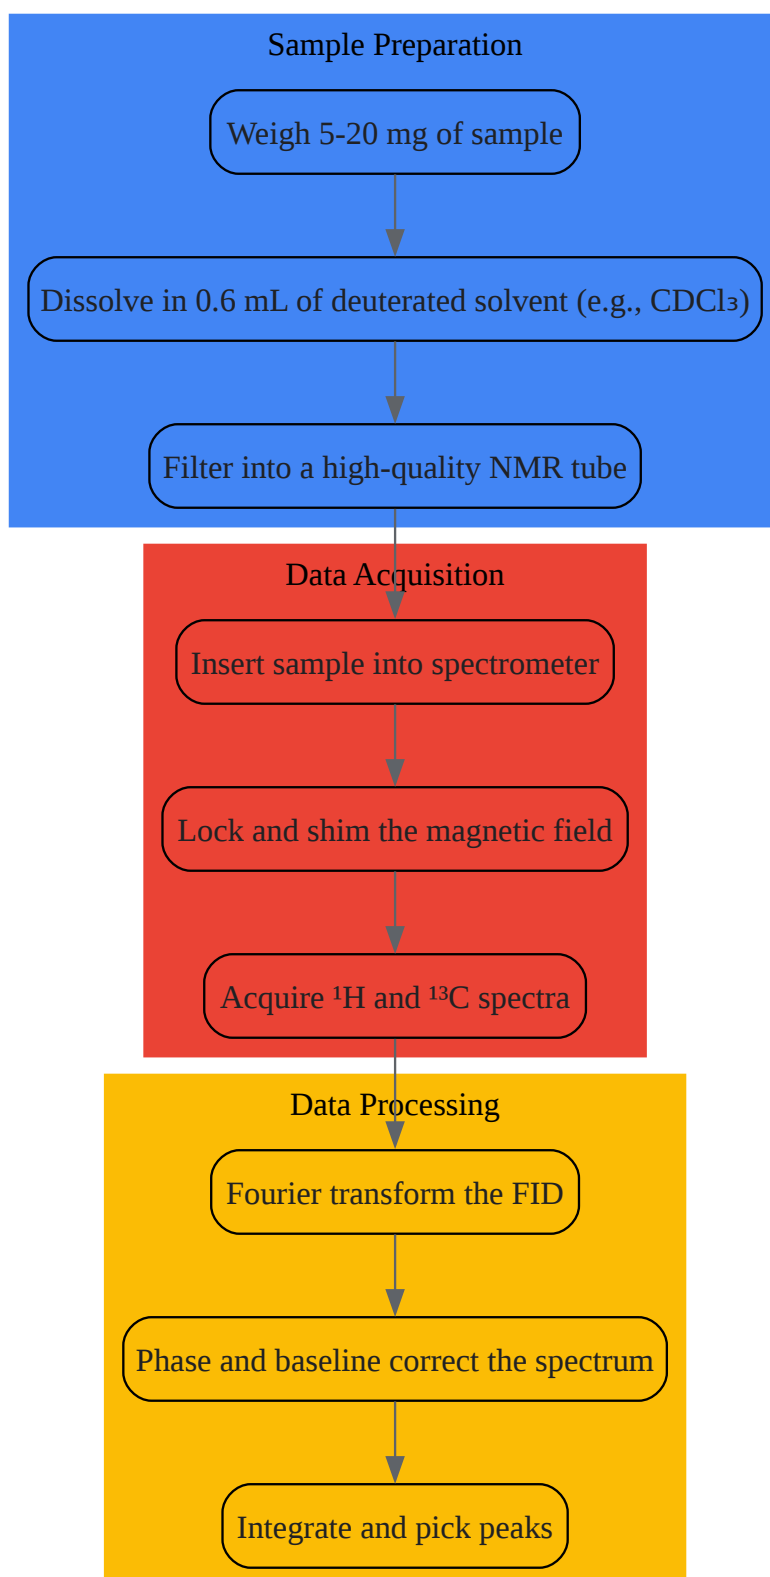 Sample Preparation
Weigh 5-20 mg of sample
Dissolve in 0.6 mL of deuterated solvent (e.g., CDCl₃)
Filter into a high-quality NMR tube
Data Acquisition
Insert sample into spectrometer
Lock and shim the magnetic field
Acquire ¹H and ¹³C spectra
Data Processing
Fourier transform the FID
Phase and baseline correct the spectrum
Integrate and pick peaks